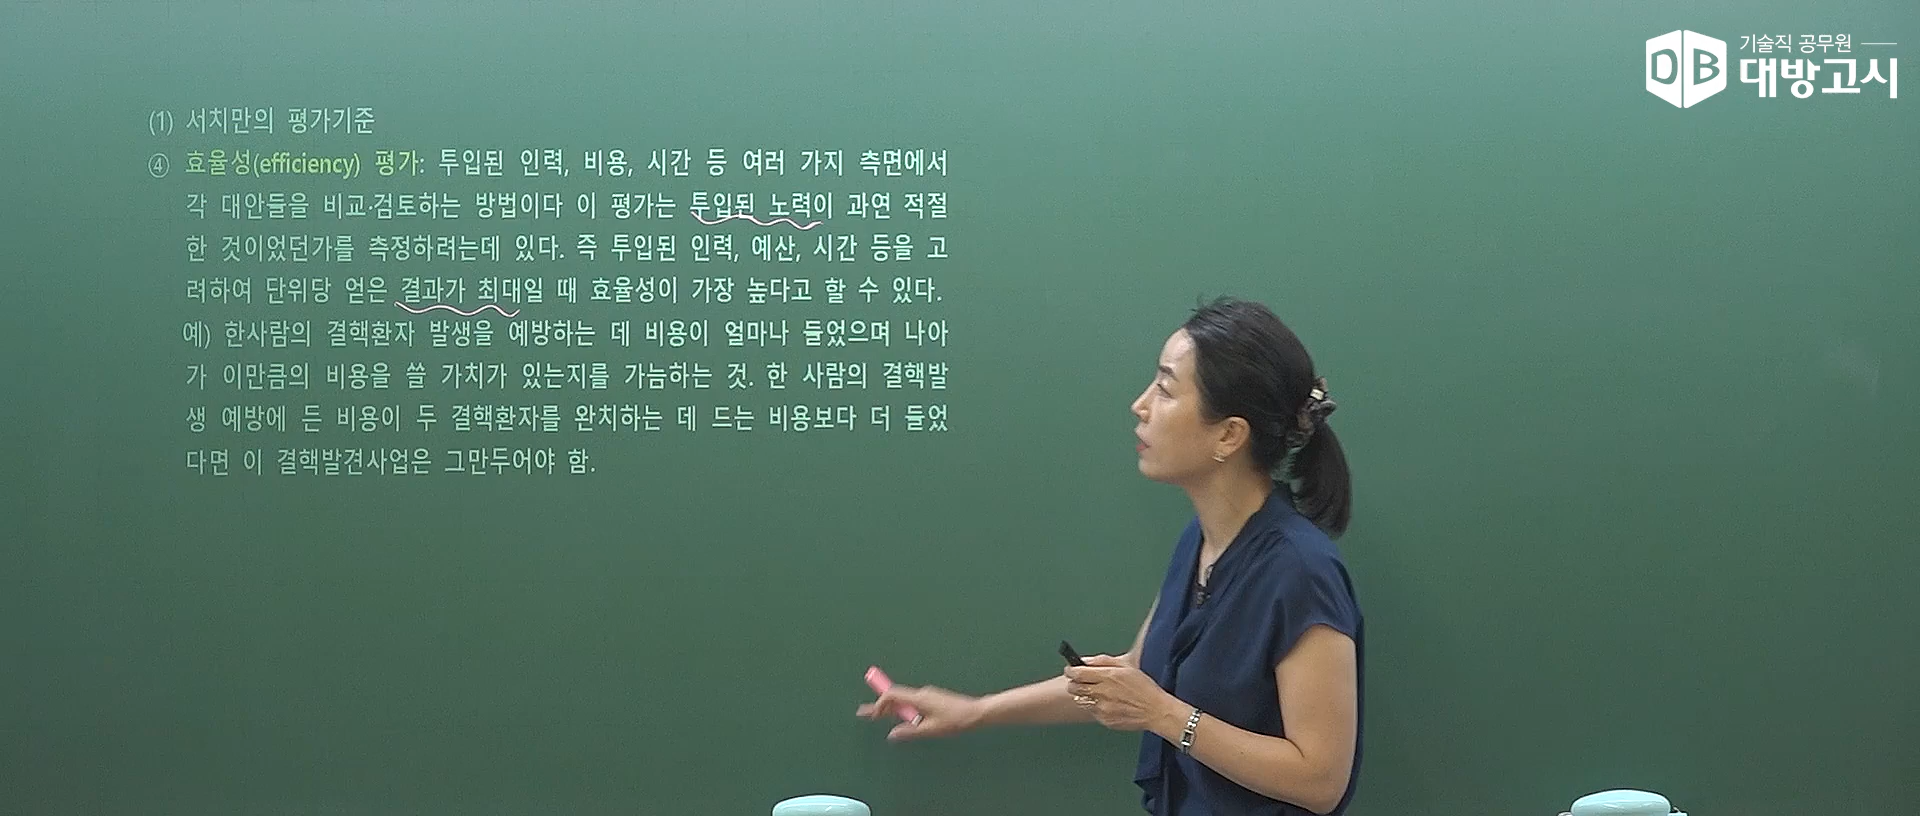 기술직 공무원
DB 대방고시
(1) 서치만의 평가기준
④ 효율성(efficiency) 평가: 투입된 인력, 비용, 시간 등 여러 가지 측면에서
각 대안들을 비교·검토하는 방법이다 이 평가는 투입된 노력이 과연 적절
한 것이었던가를 측정하려는데 있다. 즉 투입된 인력, 예산, 시간 등을 고
려하여 단위당 얻은 결과가 최대일 때 효율성이 가장 높다고 할 수 있다.
예) 한사람의 결핵환자 발생을 예방하는 데 비용이 얼마나 들었으며 나아
가 이만큼의 비용을 쓸 가치가 있는지를 가늠하는 것. 한 사람의 결핵발
생 예방에 든 비용이 두 결핵환자를 완치하는 데 드는 비용보다 더 들었
다면 이 결핵발견사업은 그만두어야 함.